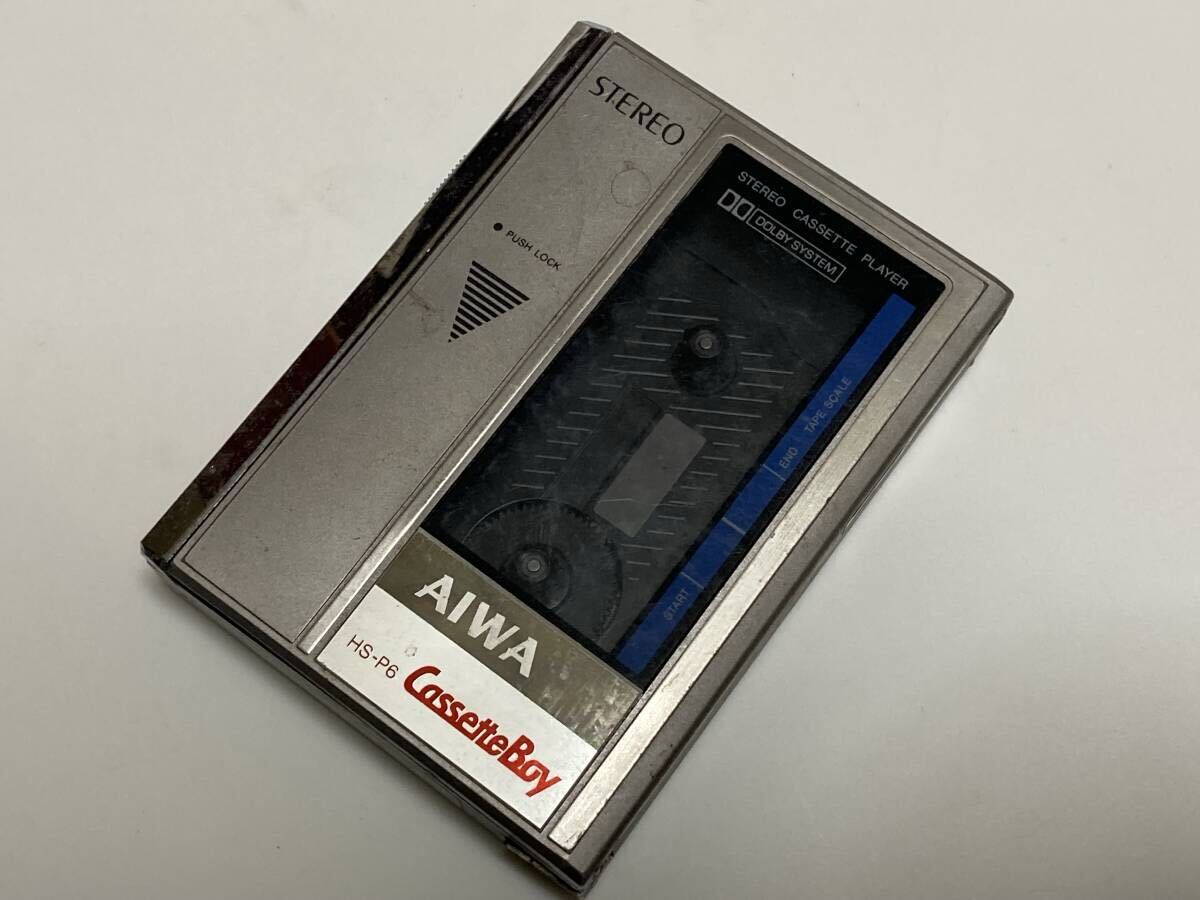 STEREO
● PUSH LOCK
STEREO CASSETTE PLAYER
DOLBY SYSTEM
START
END
TAPE SCALE
AIWA
HS-P6
CassetteBoy